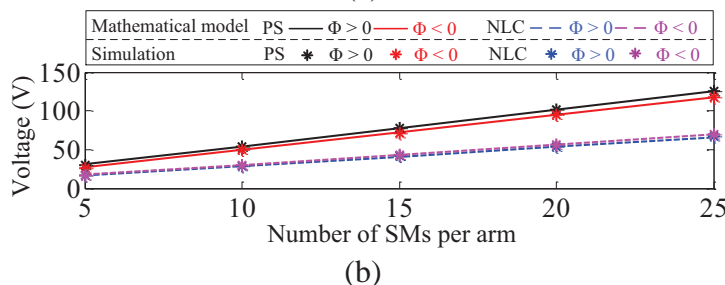 Mathematical model PS Φ > 0 Φ < 0 NLC Φ > 0 Φ < 0
Simulation PS Φ > 0 Φ < 0 NLC Φ > 0 Φ < 0
150
100
50
0
Voltage (V)
5 10 15 20 25
Number of SMs per arm
(b)